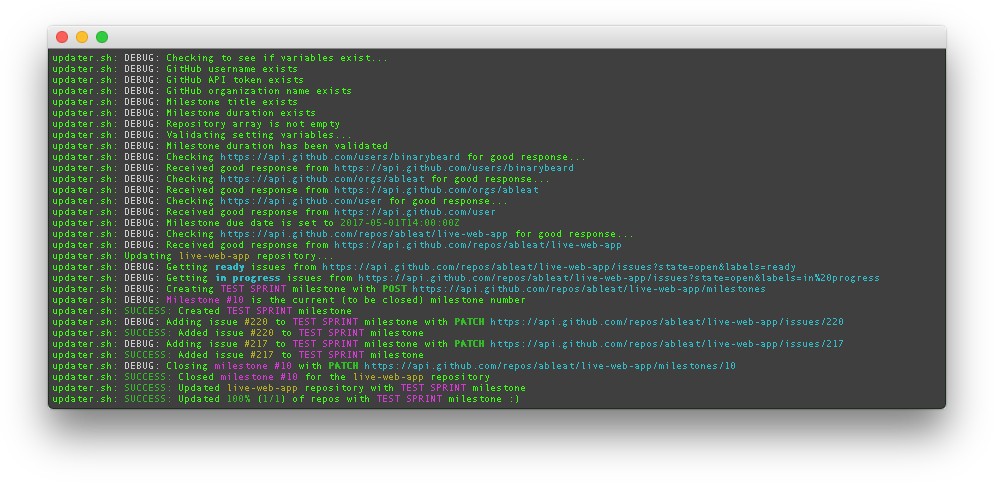 updater.sh: DEBUG: Checking to see if variables exist...
updater.sh: DEBUG: GitHub username exists
updater.sh: DEBUG: GitHub API token exists
updater.sh: DEBUG: GitHub organization name exists
updater.sh: DEBUG: Milestone title exists
updater.sh: DEBUG: Milestone duration exists
updater.sh: DEBUG: Repository array is not empty
updater.sh: DEBUG: Validating setting variables...
updater.sh: DEBUG: Milestone duration has been validated
updater.sh: DEBUG: Checking https://api.github.com/users/binarybeard for good response...
updater.sh: DEBUG: Received good response from https://api.github.com/users/binarybeard
updater.sh: DEBUG: Checking https://api.github.com/orgs/ableat for good response...
updater.sh: DEBUG: Received good response from https://api.github.com/orgs/ableat
updater.sh: DEBUG: Checking https://api.github.com/user for good response...
updater.sh: DEBUG: Received good response from https://api.github.com/user
updater.sh: DEBUG: Milestone due date is set to 2017-05-01T14:00:00Z
updater.sh: DEBUG: Checking https://api.github.com/repos/ableat/live-web-app for good response...
updater.sh: DEBUG: Received good response from https://api.github.com/repos/ableat/live-web-app
updater.sh: Updating live-web-app repository...
updater.sh: DEBUG: Getting ready issues from https://api.github.com/repos/ableat/live-web-app/issues?state=open&labels=ready
updater.sh: DEBUG: Getting in progress issues from https://api.github.com/repos/ableat/live-web-app/issues?state=open&labels=in%20progress
updater.sh: DEBUG: Creating TEST SPRINT milestone with POST https://api.github.com/repos/ableat/live-web-app/milestones
updater.sh: DEBUG: Milestone #10 is the current (to be closed) milestone number
updater.sh: SUCCESS: Created TEST SPRINT milestone
updater.sh: DEBUG: Adding issue #220 to TEST SPRINT milestone with PATCH https://api.github.com/repos/ableat/live-web-app/issues/220
updater.sh: SUCCESS: Added issue #220 to TEST SPRINT milestone
updater.sh: DEBUG: Adding issue #217 to TEST SPRINT milestone with PATCH https://api.github.com/repos/ableat/live-web-app/issues/217
updater.sh: SUCCESS: Added issue #217 to TEST SPRINT milestone
updater.sh: DEBUG: Closing milestone #10 with PATCH https://api.github.com/repos/ableat/live-web-app/milestones/10
updater.sh: SUCCESS: Closed milestone #10 for the live-web-app repository
updater.sh: SUCCESS: Updated live-web-app repository with TEST SPRINT milestone
updater.sh: SUCCESS: Updated 100% (1/1) of repos with TEST SPRINT milestone :)